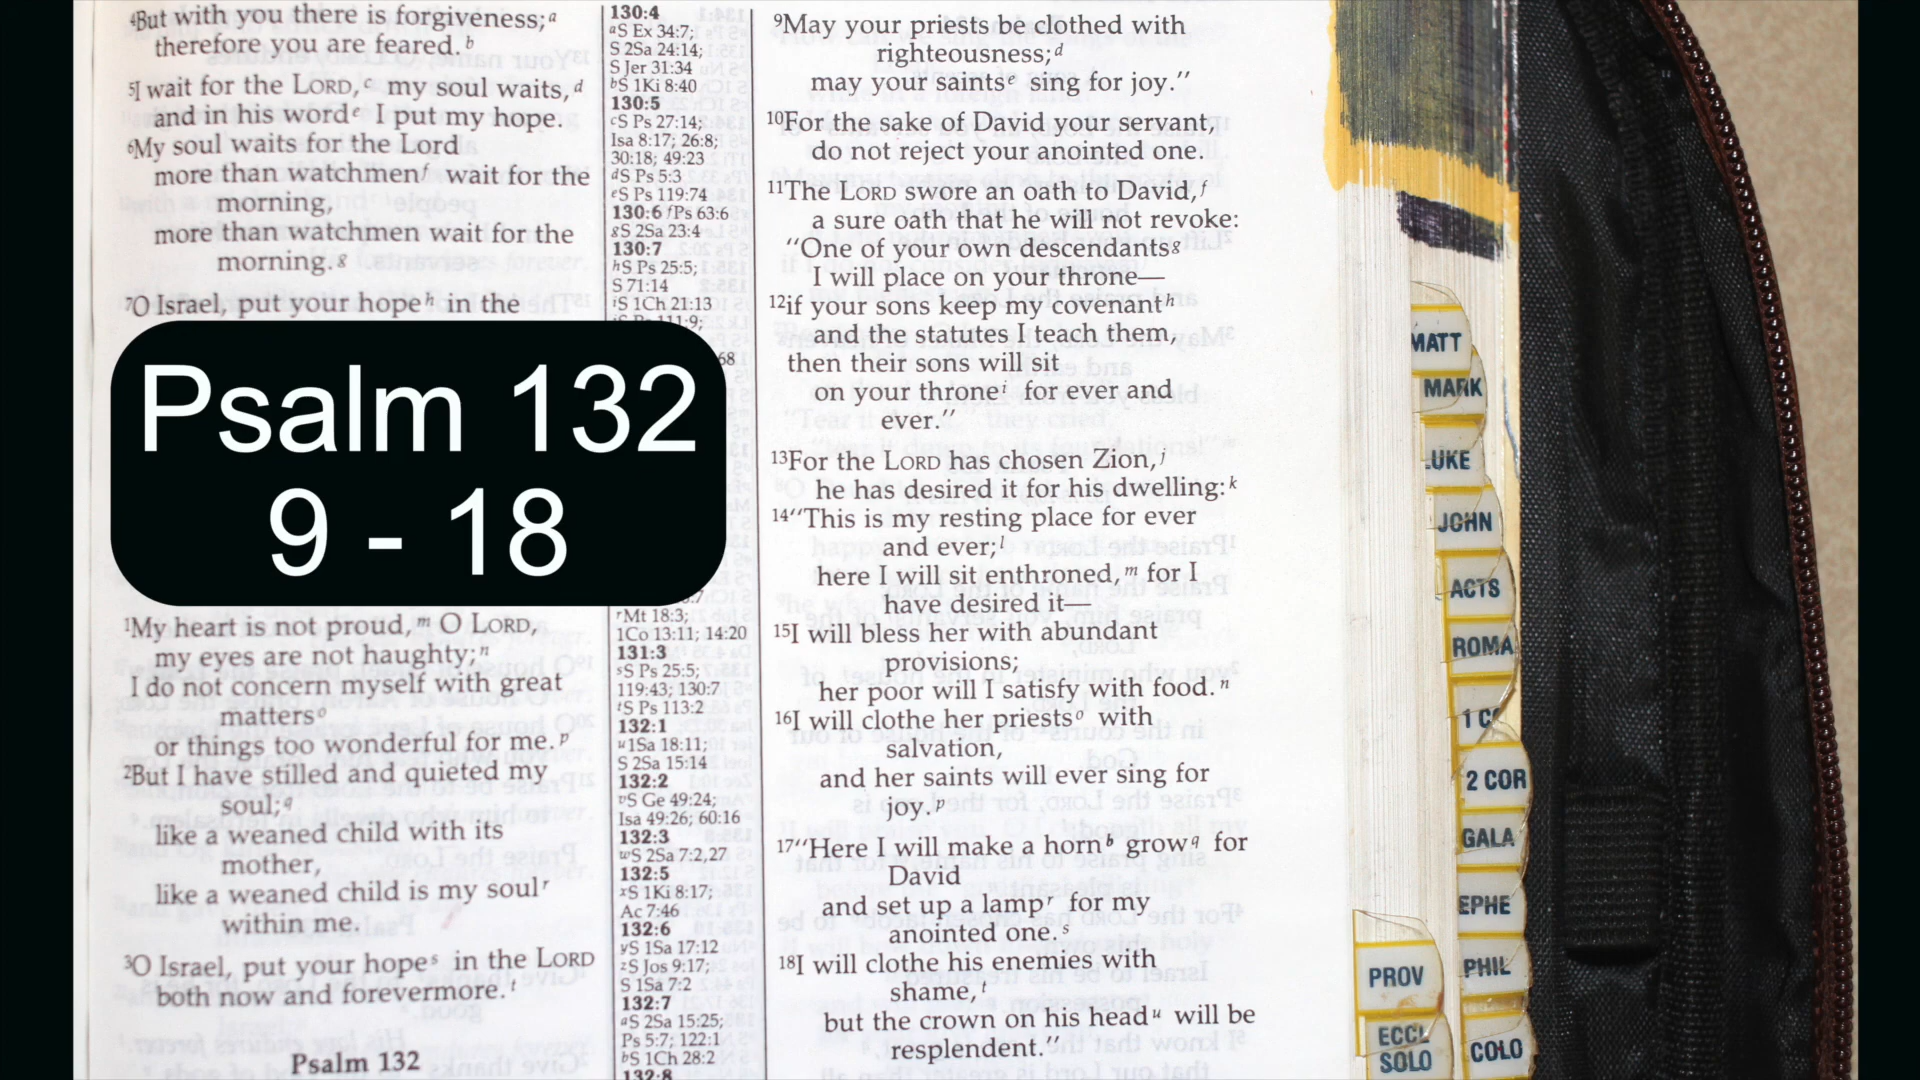 ⁴But with you there is forgiveness;ᵃ
therefore you are feared.ᵇ
⁵I wait for the LORD,ᶜ my soul waits,ᵈ
and in his wordᵉ I put my hope.
⁶My soul waits for the Lord
more than watchmenᶠ wait for the
morning,
more than watchmen wait for the
morning.ᵍ
⁷O Israel, put your hopeʰ in the
Psalm 132
9 - 18
¹My heart is not proud,ᵐ O LORD,
my eyes are not haughty;ⁿ
I do not concern myself with great
mattersᵒ
or things too wonderful for me.ᵖ
²But I have stilled and quieted my
soul;q
like a weaned child with its
mother,
like a weaned child is my soulʳ
within me.
³O Israel, put your hopeˢ in the LORD
both now and forevermore.ᵗ
Psalm 132
130:4
ᵃS Ex 34:7;
S 2Sa 24:14;
S Jer 31:34
ᵇS 1Ki 8:40
130:5
ᶜS Ps 27:14;
Isa 8:17; 26:8;
30:18; 49:23
ᵈS Ps 5:3
ᵉS Ps 119:74
130:6 ᶠPs 63:6
ᵍS 2Sa 23:4
130:7
ʰS Ps 25:5;
S 71:14
ⁱS 1Ch 21:13
111:9;
68
ʳMt 18:3;
1Co 13:11; 14:20
131:3
ˢS Ps 25:5;
119:43; 130:7
ᵗS Ps 113:2
132:1
ᵘ1Sa 18:11;
S 2Sa 15:14
132:2
ᵛS Ge 49:24;
Isa 49:26; 60:16
132:3
ʷS 2Sa 7:2,27
132:5
ˣS 1Ki 8:17;
Ac 7:46
132:6
ʸS 1Sa 17:12
ᶻS Jos 9:17;
S 1Sa 7:2
132:7
ᵃS 2Sa 15:25;
Ps 5:7; 122:1
ᵇS 1Ch 28:2
132:8
⁹May your priests be clothed with
righteousness;ᵈ
may your saintsᵉ sing for joy.”
¹⁰For the sake of David your servant,
do not reject your anointed one.
¹¹The LORD swore an oath to David,ᶠ
a sure oath that he will not revoke:
“One of your own descendantsᵍ
I will place on your throne—
¹²if your sons keep my covenantʰ
and the statutes I teach them,
then their sons will sit
on your throneⁱ for ever and
ever.”
¹³For the LORD has chosen Zion,ʲ
he has desired it for his dwelling:ᵏ
¹⁴“This is my resting place for ever
and ever;ˡ
here I will sit enthroned,ᵐ for I
have desired it—
¹⁵I will bless her with abundant
provisions;
her poor will I satisfy with food.ⁿ
¹⁶I will clothe her priestsᵒ with
salvation,
and her saints will ever sing for
joy.ᵖ
¹⁷“Here I will make a hornᵇ growq for
David
and set up a lampʳ for my
anointed one.ˢ
¹⁸I will clothe his enemies with
shame,ᵗ
but the crown on his headᵘ will be
resplendent.”
MATT
MARK
LUKE
JOHN
ACTS
ROMA
1 CO
2 COR
GALA
EPHE
PHIL
COLO
PROV
ECCL
SOLO